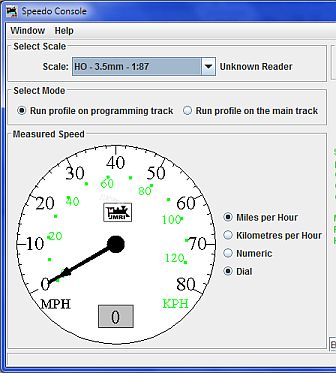 Speedo Console
Window Help
Select Scale
Scale: HO - 3.5mm - 1:87 Unknown Reader
Select Mode
Run profile on programming track Run profile on the main track
Measured Speed
40
30 50
60
40 80
20 60
JMRI
100
20
10 70
120
0 80
MPH KPH
0
Miles per Hour
Kilometres per Hour
Numeric
Dial